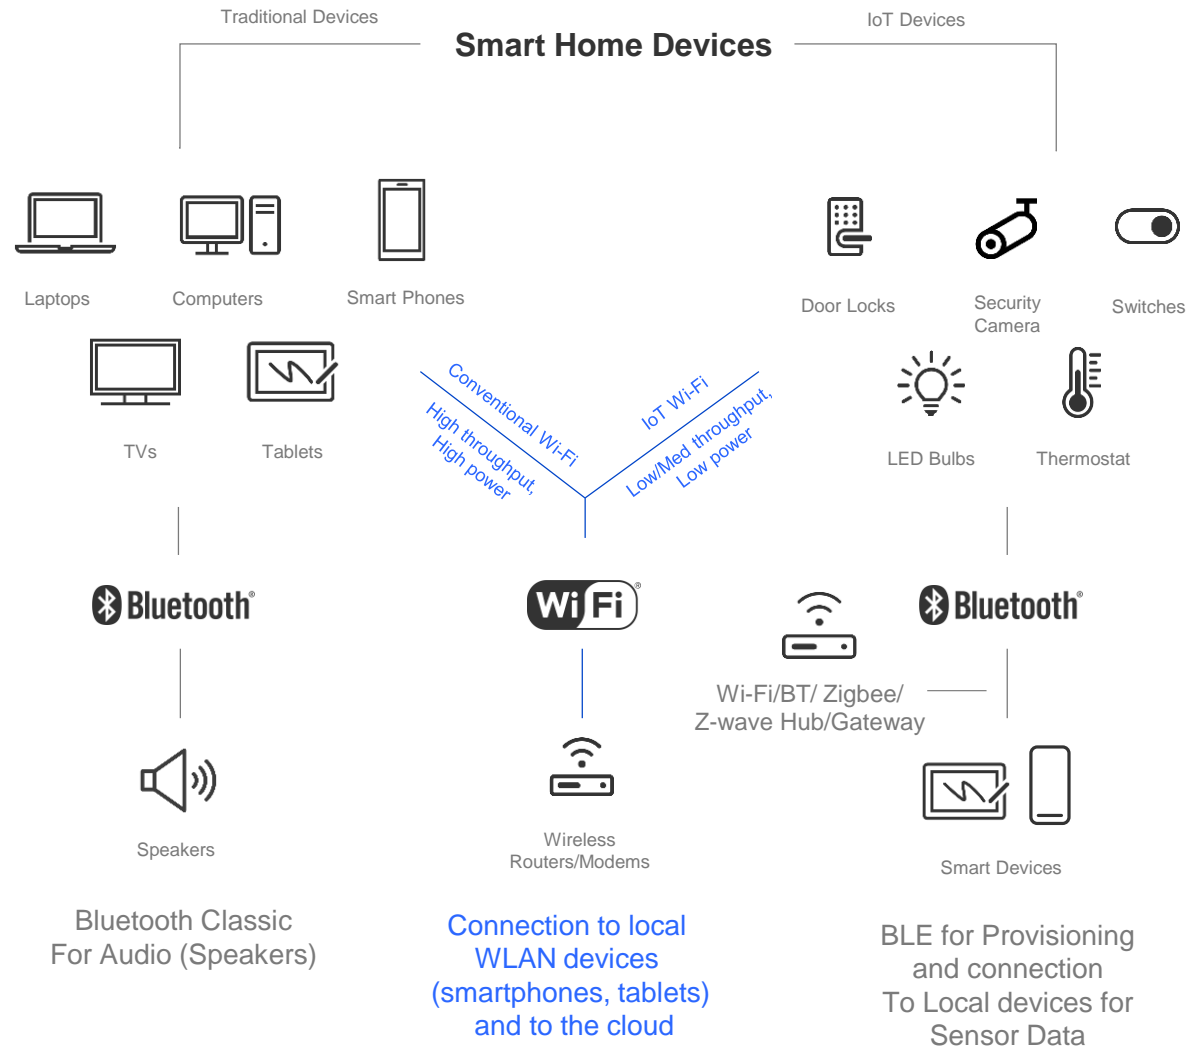 Traditional Devices
IoT Devices
Smart Home Devices
Laptops
Computers
Smart Phones
Door Locks
Security
Camera
Switches
TVs
Tablets
Conventional Wi-Fi
High throughput,
High power
IoT Wi-Fi
Low/Med throughput,
Low power
LED Bulbs
Thermostat
Bluetooth®
Wi Fi®
Bluetooth®
Wi-Fi/BT/ Zigbee/
Z-wave Hub/Gateway
Speakers
Wireless
Routers/Modems
Smart Devices
Bluetooth Classic
For Audio (Speakers)
Connection to local
WLAN devices
(smartphones, tablets)
and to the cloud
BLE for Provisioning
and connection
To Local devices for
Sensor Data